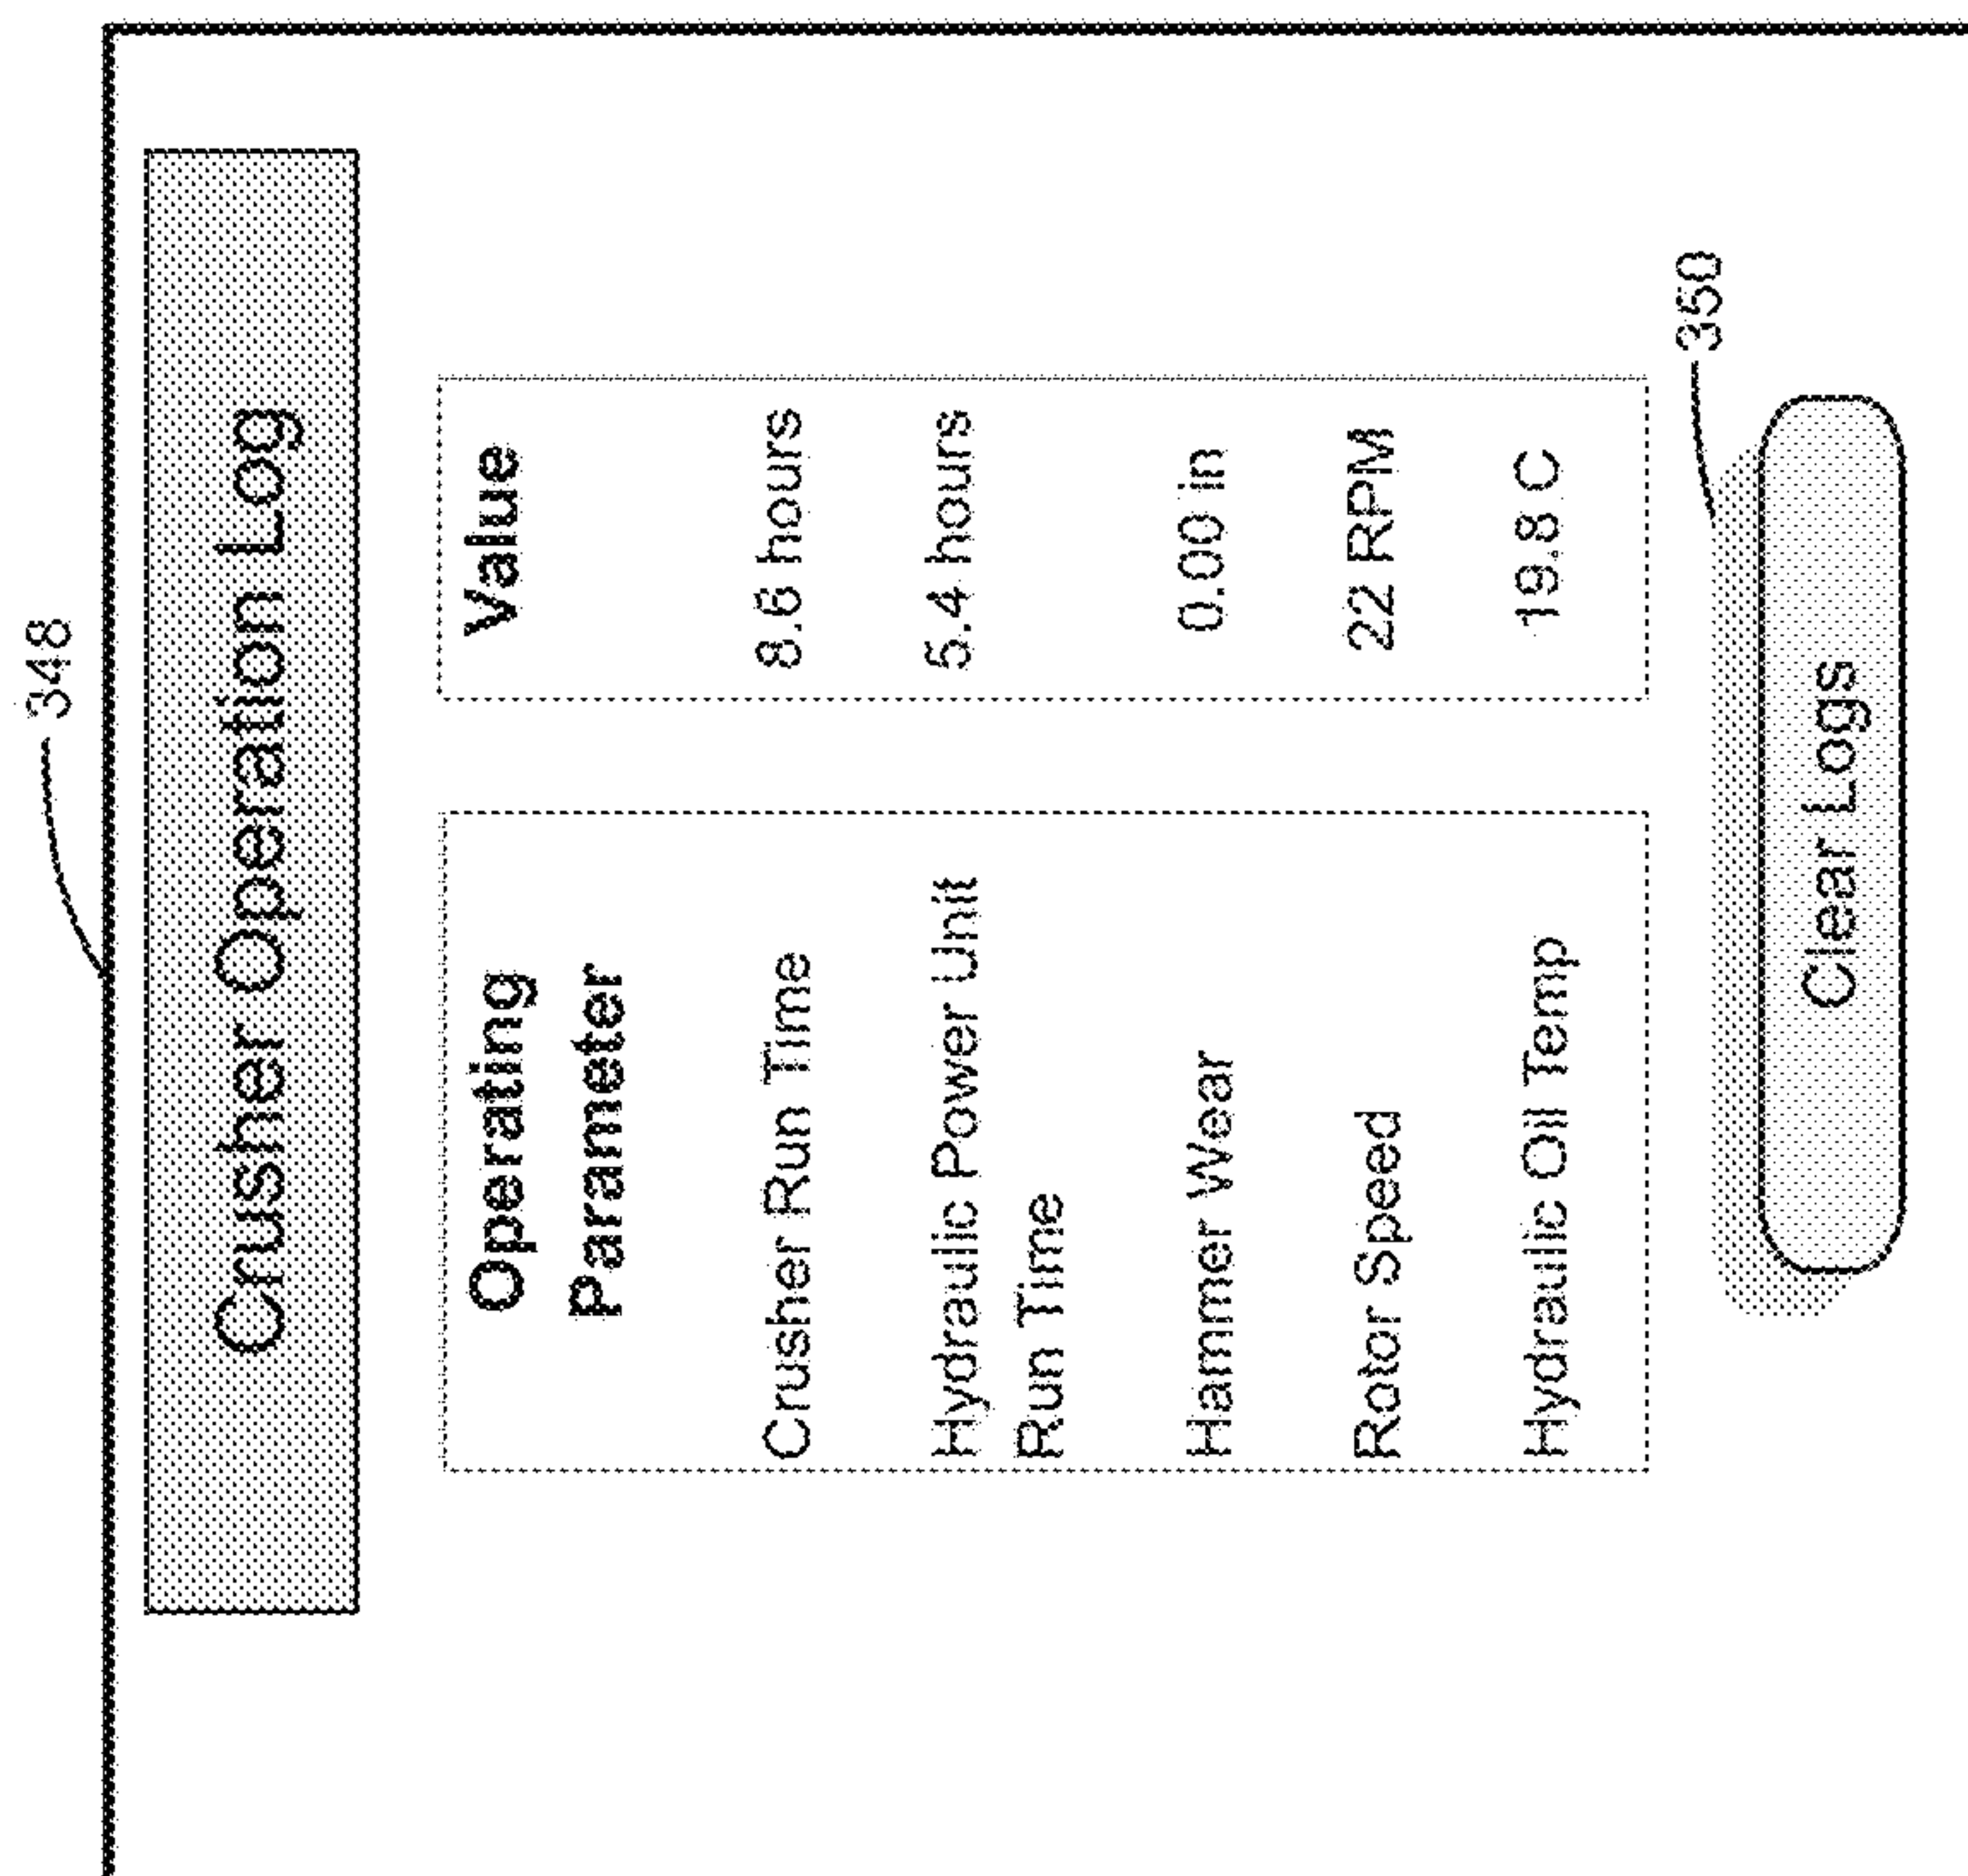 348
Crusher Operation Log
Operating
Parameter
Value
Crusher Run Time
8.6 hours
Hydraulic Power Unit
Run Time
5.4 hours
Hammer Wear
0.00 in
Rotor Speed
22 RPM
Hydraulic Oil Temp
19.8 C
350
Clear Logs